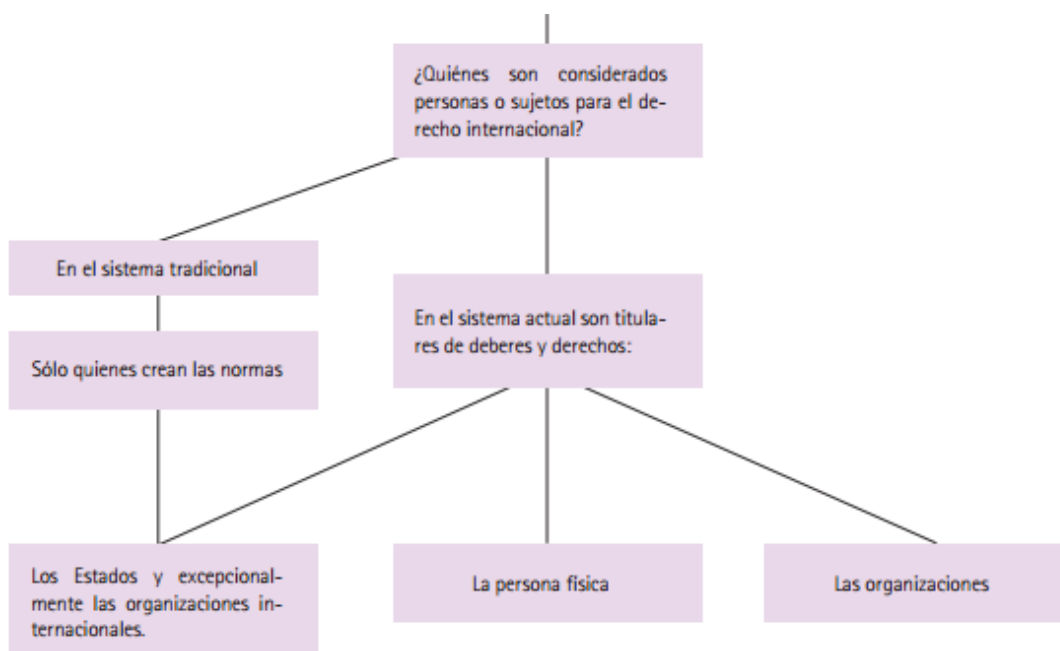 ¿Quiénes son considerados
personas o sujetos para el de-
recho internacional?
En el sistema tradicional
Sólo quienes crean las normas
En el sistema actual son titula-
res de deberes y derechos:
Los Estados y excepcional-
mente las organizaciones in-
ternacionales.
La persona física
Las organizaciones